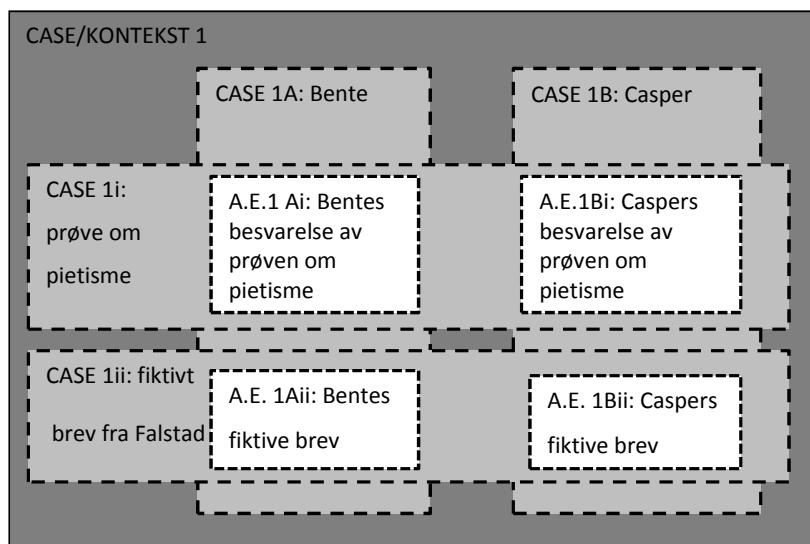 CASE/KONTEKST 1
CASE 1A: Bente
CASE 1B: Casper
CASE 1i:
prøve om
pietisme
A.E.1 Ai: Bentes
besvarelse av
prøven om
pietisme
A.E.1Bi: Caspers
besvarelse av
prøven om
pietisme
CASE 1ii: fiktivt
brev fra Falstad
A.E. 1Aii: Bentes
fiktive brev
A.E. 1Bii: Caspers
fiktive brev